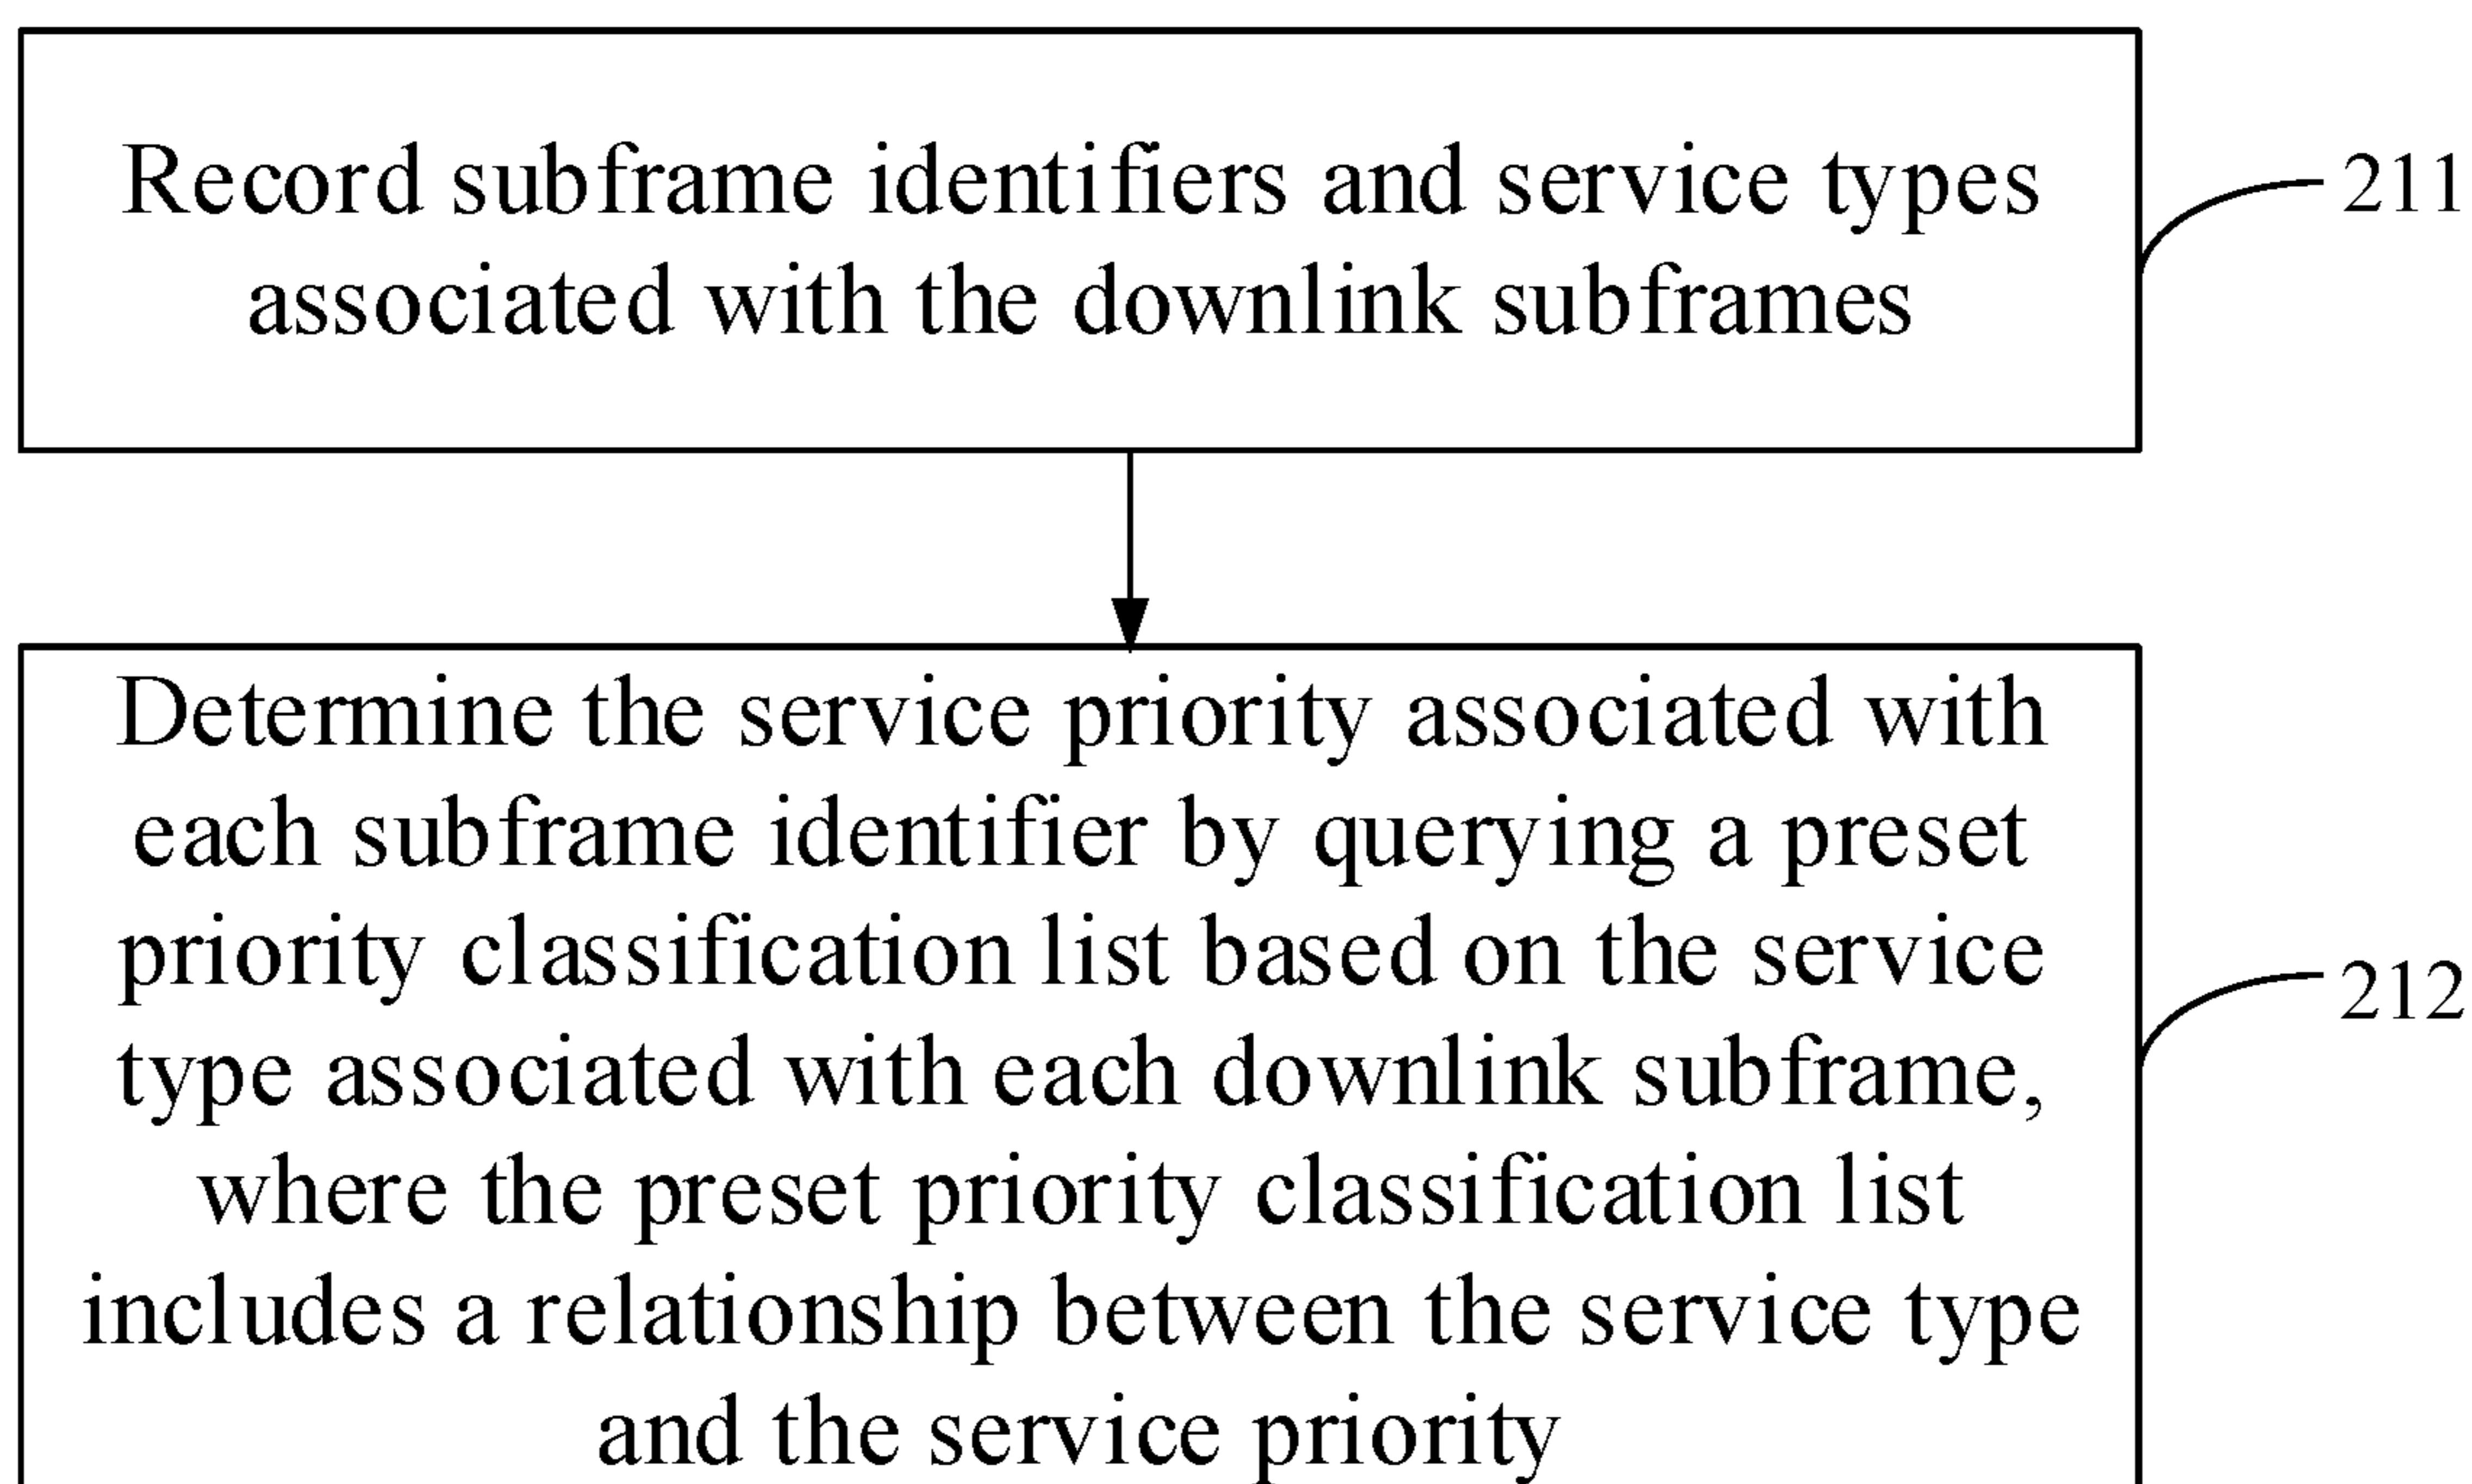 Record subframe identifiers and service types
associated with the downlink subframes
211
Determine the service priority associated with
each subframe identifier by querying a preset
priority classification list based on the service
type associated with each downlink subframe,
where the preset priority classification list
includes a relationship between the service type
and the service priority
212